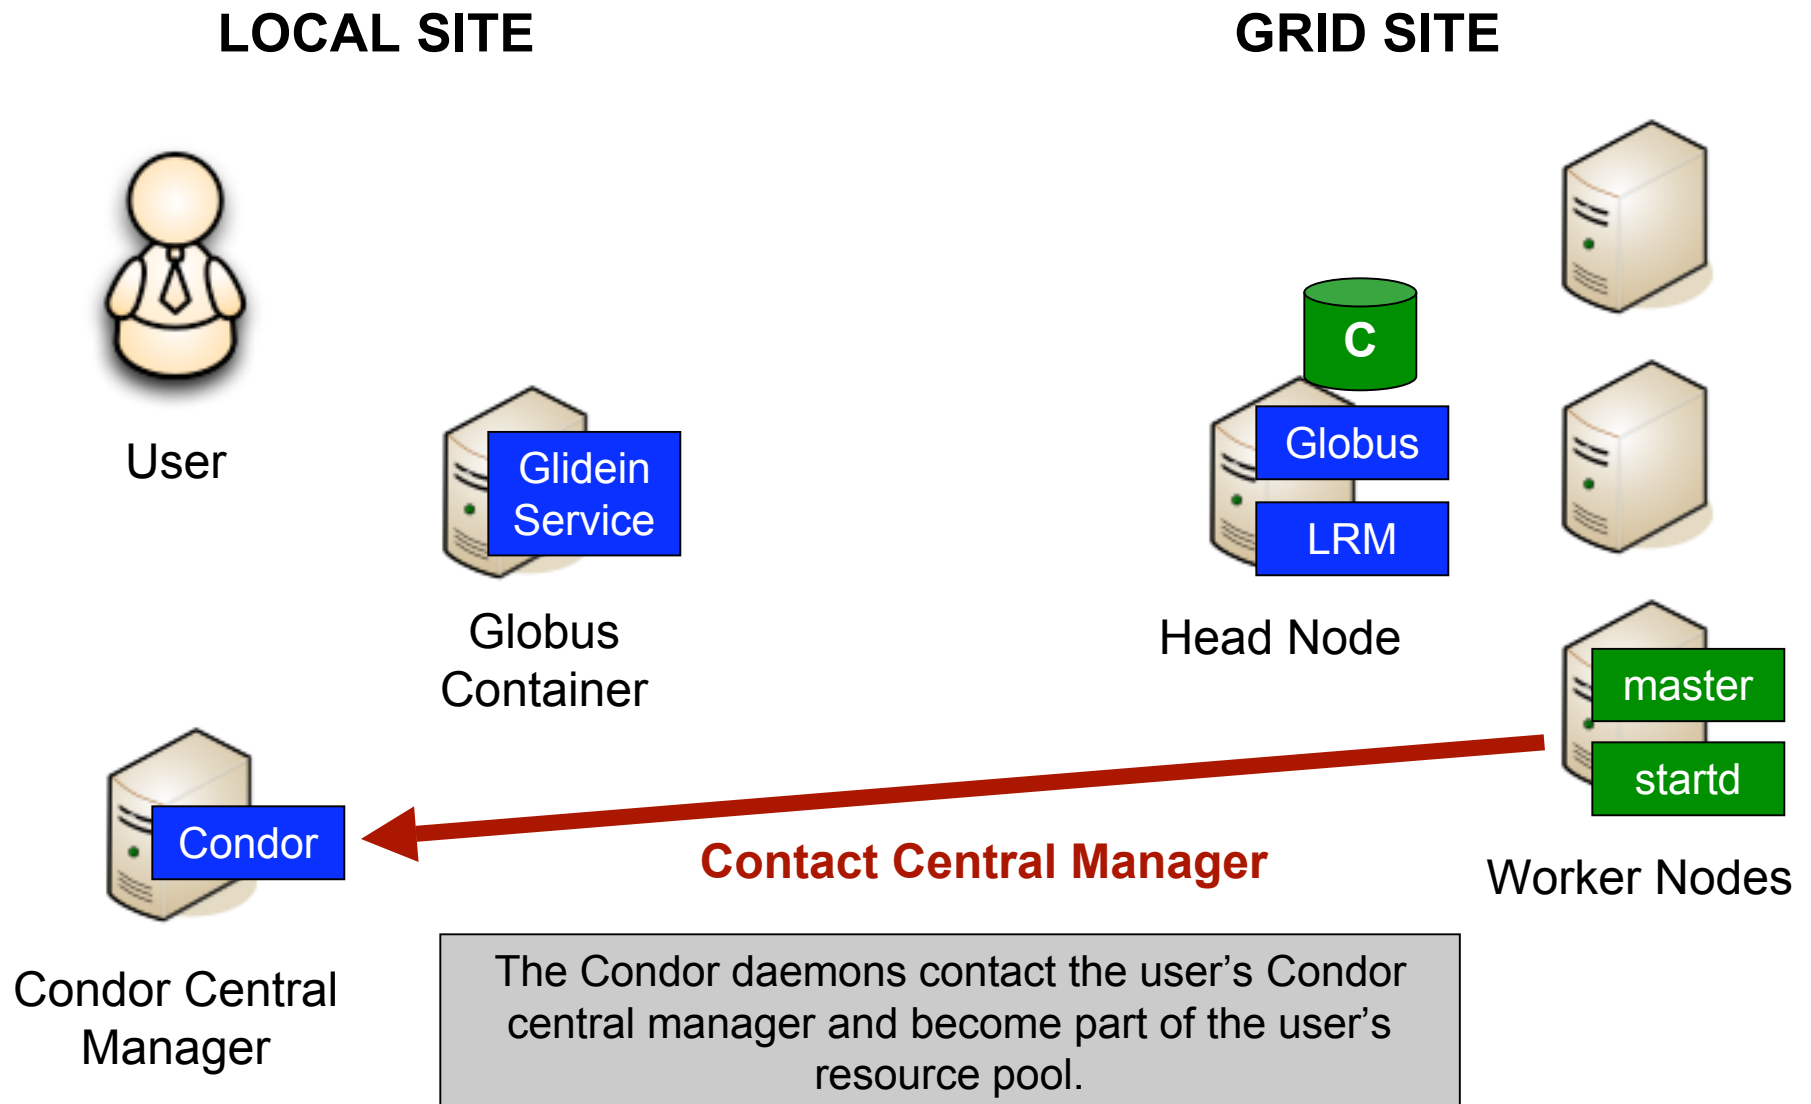 LOCAL SITE
GRID SITE
User
Glidein
Service
Globus
Container
C
Globus
LRM
Head Node
master
startd
Worker Nodes
Condor
Condor Central
Manager
Contact Central Manager
The Condor daemons contact the user’s Condor
central manager and become part of the user’s
resource pool.